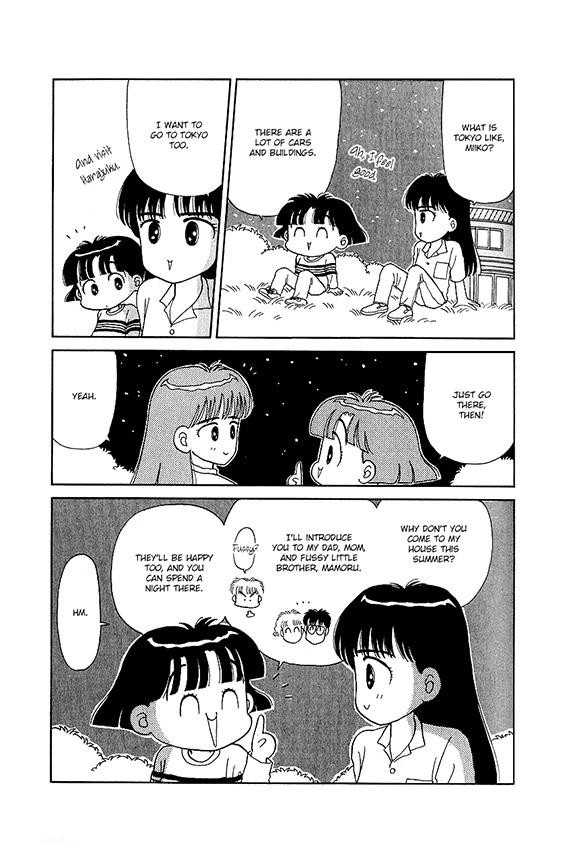 WHAT IS
TOKYO LIKE,
MIIKO?
Ah, I feel
good.
THERE ARE A
LOT OF CARS
AND BUILDINGS.
I WANT TO
GO TO TOKYO
TOO.
And visit
Harajuku.
JUST GO
THERE,
THEN!
YEAH.
WHY DON'T YOU
COME TO MY
HOUSE THIS
SUMMER?
I'LL INTRODUCE
YOU TO MY DAD, MOM,
AND FUSSY LITTLE
BROTHER, MAMORU.
Fussy?
THEY'LL BE HAPPY
TOO, AND YOU
CAN SPEND A
NIGHT THERE.
HM.